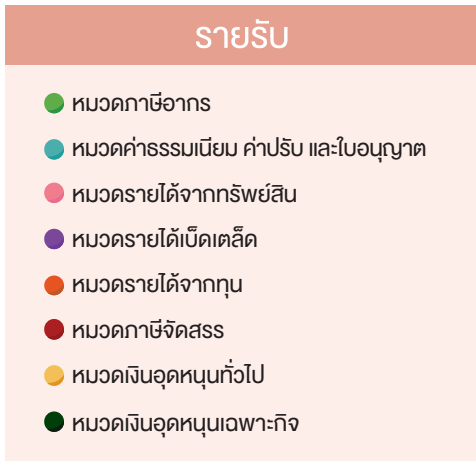 รายรับ
หมวดภาษีอากร
หมวดค่าธรรมเนียม ค่าปรับ และใบอนุญาต
หมวดรายได้จากทรัพย์สิน
หมวดรายได้เบ็ดเตล็ด
หมวดรายได้จากทุน
หมวดภาษีจัดสรร
หมวดเงินอุดหนุนทั่วไป
หมวดเงินอุดหนุนเฉพาะกิจ